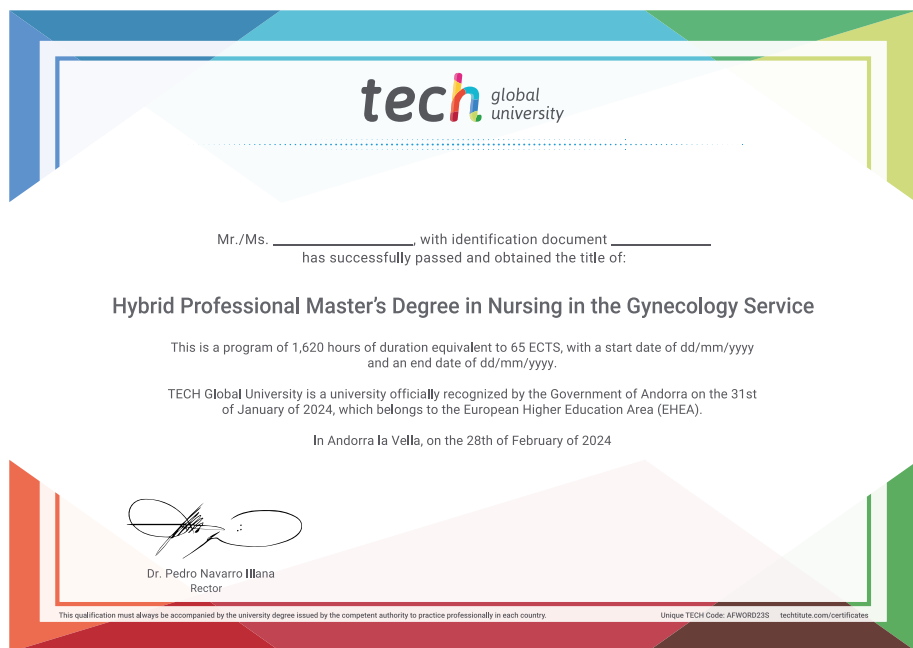 tech global university
Mr./Ms. ____________________, with identification document ______________
has successfully passed and obtained the title of:
Hybrid Professional Master's Degree in Nursing in the Gynecology Service
This is a program of 1,620 hours of duration equivalent to 65 ECTS, with a start date of dd/mm/yyyy
and an end date of dd/mm/yyyy.
TECH Global University is a university officially recognized by the Government of Andorra on the 31st
of January of 2024, which belongs to the European Higher Education Area (EHEA).
In Andorra la Vella, on the 28th of February of 2024
Dr. Pedro Navarro Illana
Rector
This qualification must always be accompanied by the university degree issued by the competent authority to practice professionally in each country.
Unique TECH Code: AFWORD23S techtitute.com/certificates